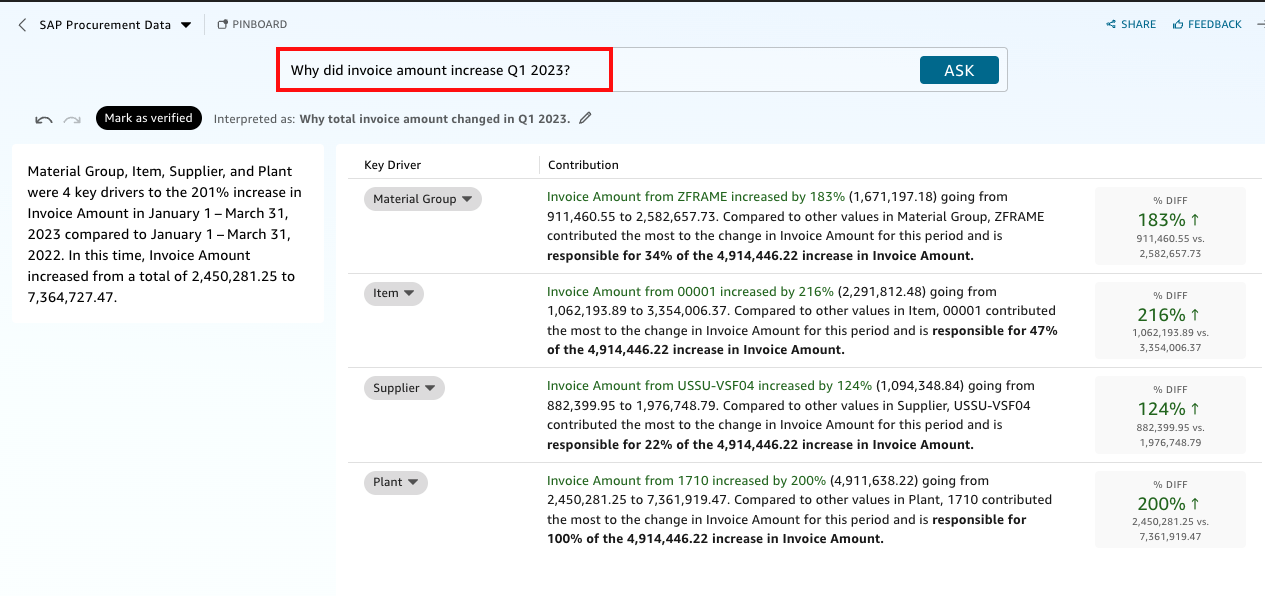 SAP Procurement Data
PINBOARD
SHARE
FEEDBACK
Why did invoice amount increase Q1 2023?
ASK
Mark as verified
Interpreted as: Why total invoice amount changed in Q1 2023.
Material Group, Item, Supplier, and Plant
were 4 key drivers to the 201% increase in
Invoice Amount in January 1 – March 31,
2023 compared to January 1 – March 31,
2022. In this time, Invoice Amount
increased from a total of 2,450,281.25 to
7,364,727.47.
Key Driver
Contribution
Material Group
Invoice Amount from ZFRAME increased by 183% (1,671,197.18) going from
911,460.55 to 2,582,657.73. Compared to other values in Material Group, ZFRAME
contributed the most to the change in Invoice Amount for this period and is
responsible for 34% of the 4,914,446.22 increase in Invoice Amount.
% DIFF
183% ↑
911,460.55 vs.
2,582,657.73
Item
Invoice Amount from 00001 increased by 216% (2,291,812.48) going from
1,062,193.89 to 3,354,006.37. Compared to other values in Item, 00001 contributed
the most to the change in Invoice Amount for this period and is responsible for 47%
of the 4,914,446.22 increase in Invoice Amount.
% DIFF
216% ↑
1,062,193.89 vs.
3,354,006.37
Supplier
Invoice Amount from USSU-VSF04 increased by 124% (1,094,348.84) going from
882,399.95 to 1,976,748.79. Compared to other values in Supplier, USSU-VSF04
contributed the most to the change in Invoice Amount for this period and is
responsible for 22% of the 4,914,446.22 increase in Invoice Amount.
% DIFF
124% ↑
882,399.95 vs.
1,976,748.79
Plant
Invoice Amount from 1710 increased by 200% (4,911,638.22) going from
2,450,281.25 to 7,361,919.47. Compared to other values in Plant, 1710 contributed
the most to the change in Invoice Amount for this period and is responsible for
100% of the 4,914,446.22 increase in Invoice Amount.
% DIFF
200% ↑
2,450,281.25 vs.
7,361,919.47